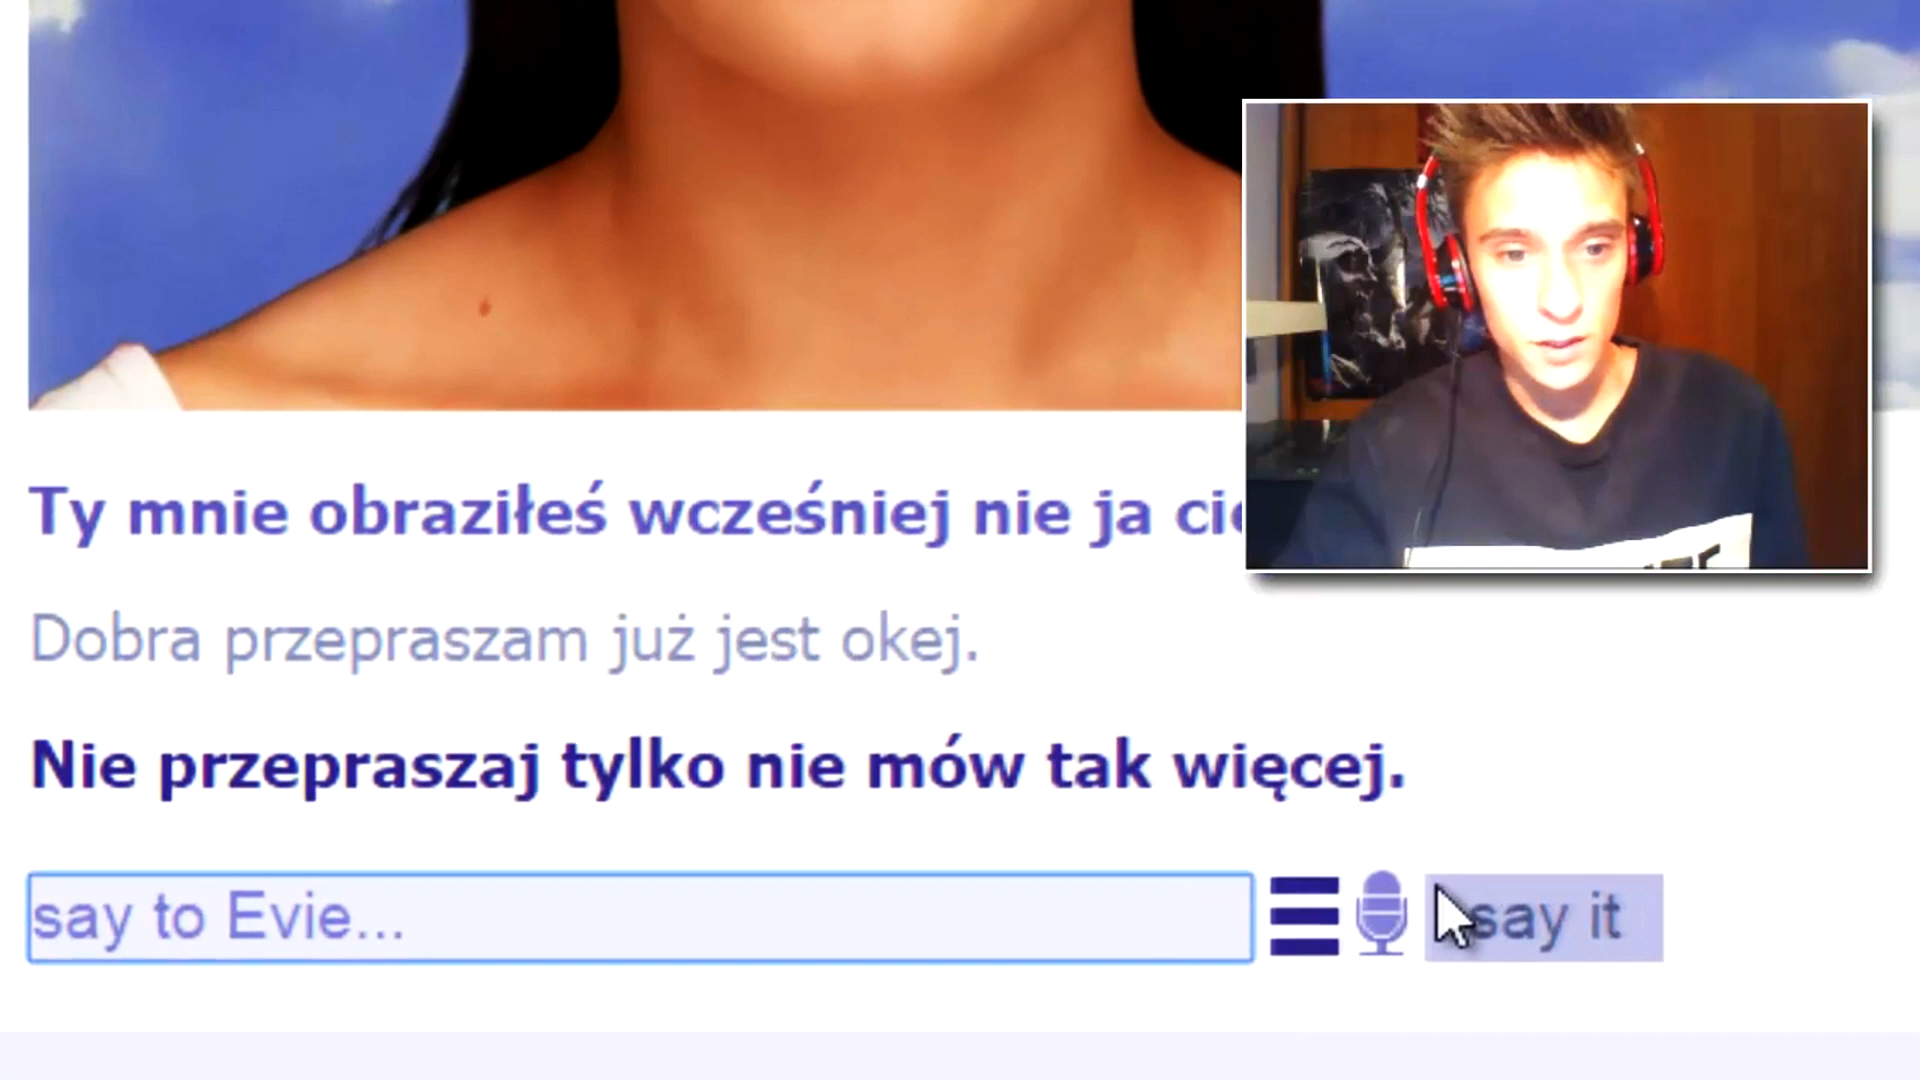 Ty mnie obraziłeś wcześniej nie ja
Dobra przepraszam już jest okej.
Nie przepraszaj tylko nie mów tak więcej.
say to Evie...
say it